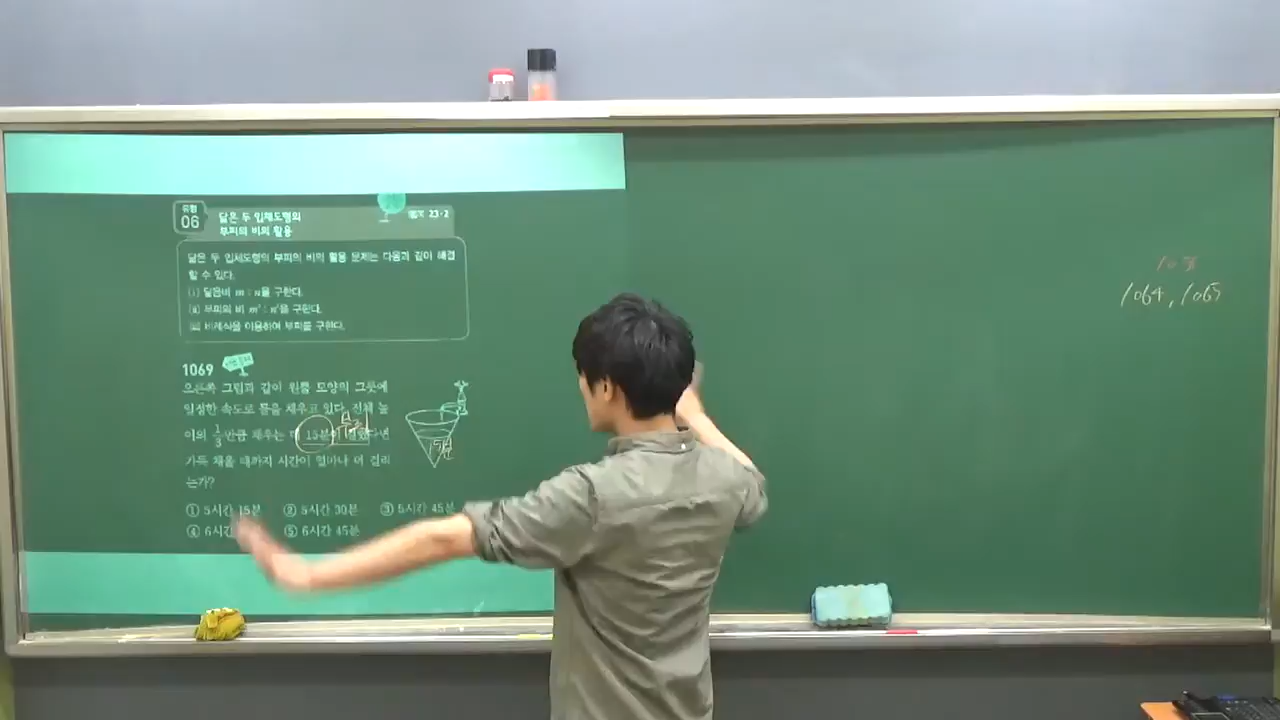 유형
06
닮은 두 입체도형의
부피의 비의 활용
개념 23-2
닮은 두 입체도형의 부피의 비의 활용 문제는 다음과 같이 해결
할 수 있다.
(i) 닮음비 m : n을 구한다.
(ii) 부피의 비 m³ : n³을 구한다.
(iii) 비례식을 이용하여 부피를 구한다.
1069
오른쪽 그림과 같이 원뿔 모양의 그릇에
일정한 속도로 물을 채우고 있다. 전체 높
이의 1/3만큼 채우는 데 15분이 걸렸다면
가득 채울 때까지 시간이 얼마나 더 걸리
는가?
15분
① 5시간 15분 ② 5시간 30분 ③ 5시간 45분
④ 6시간 ⑤ 6시간 45분
1064, 1065